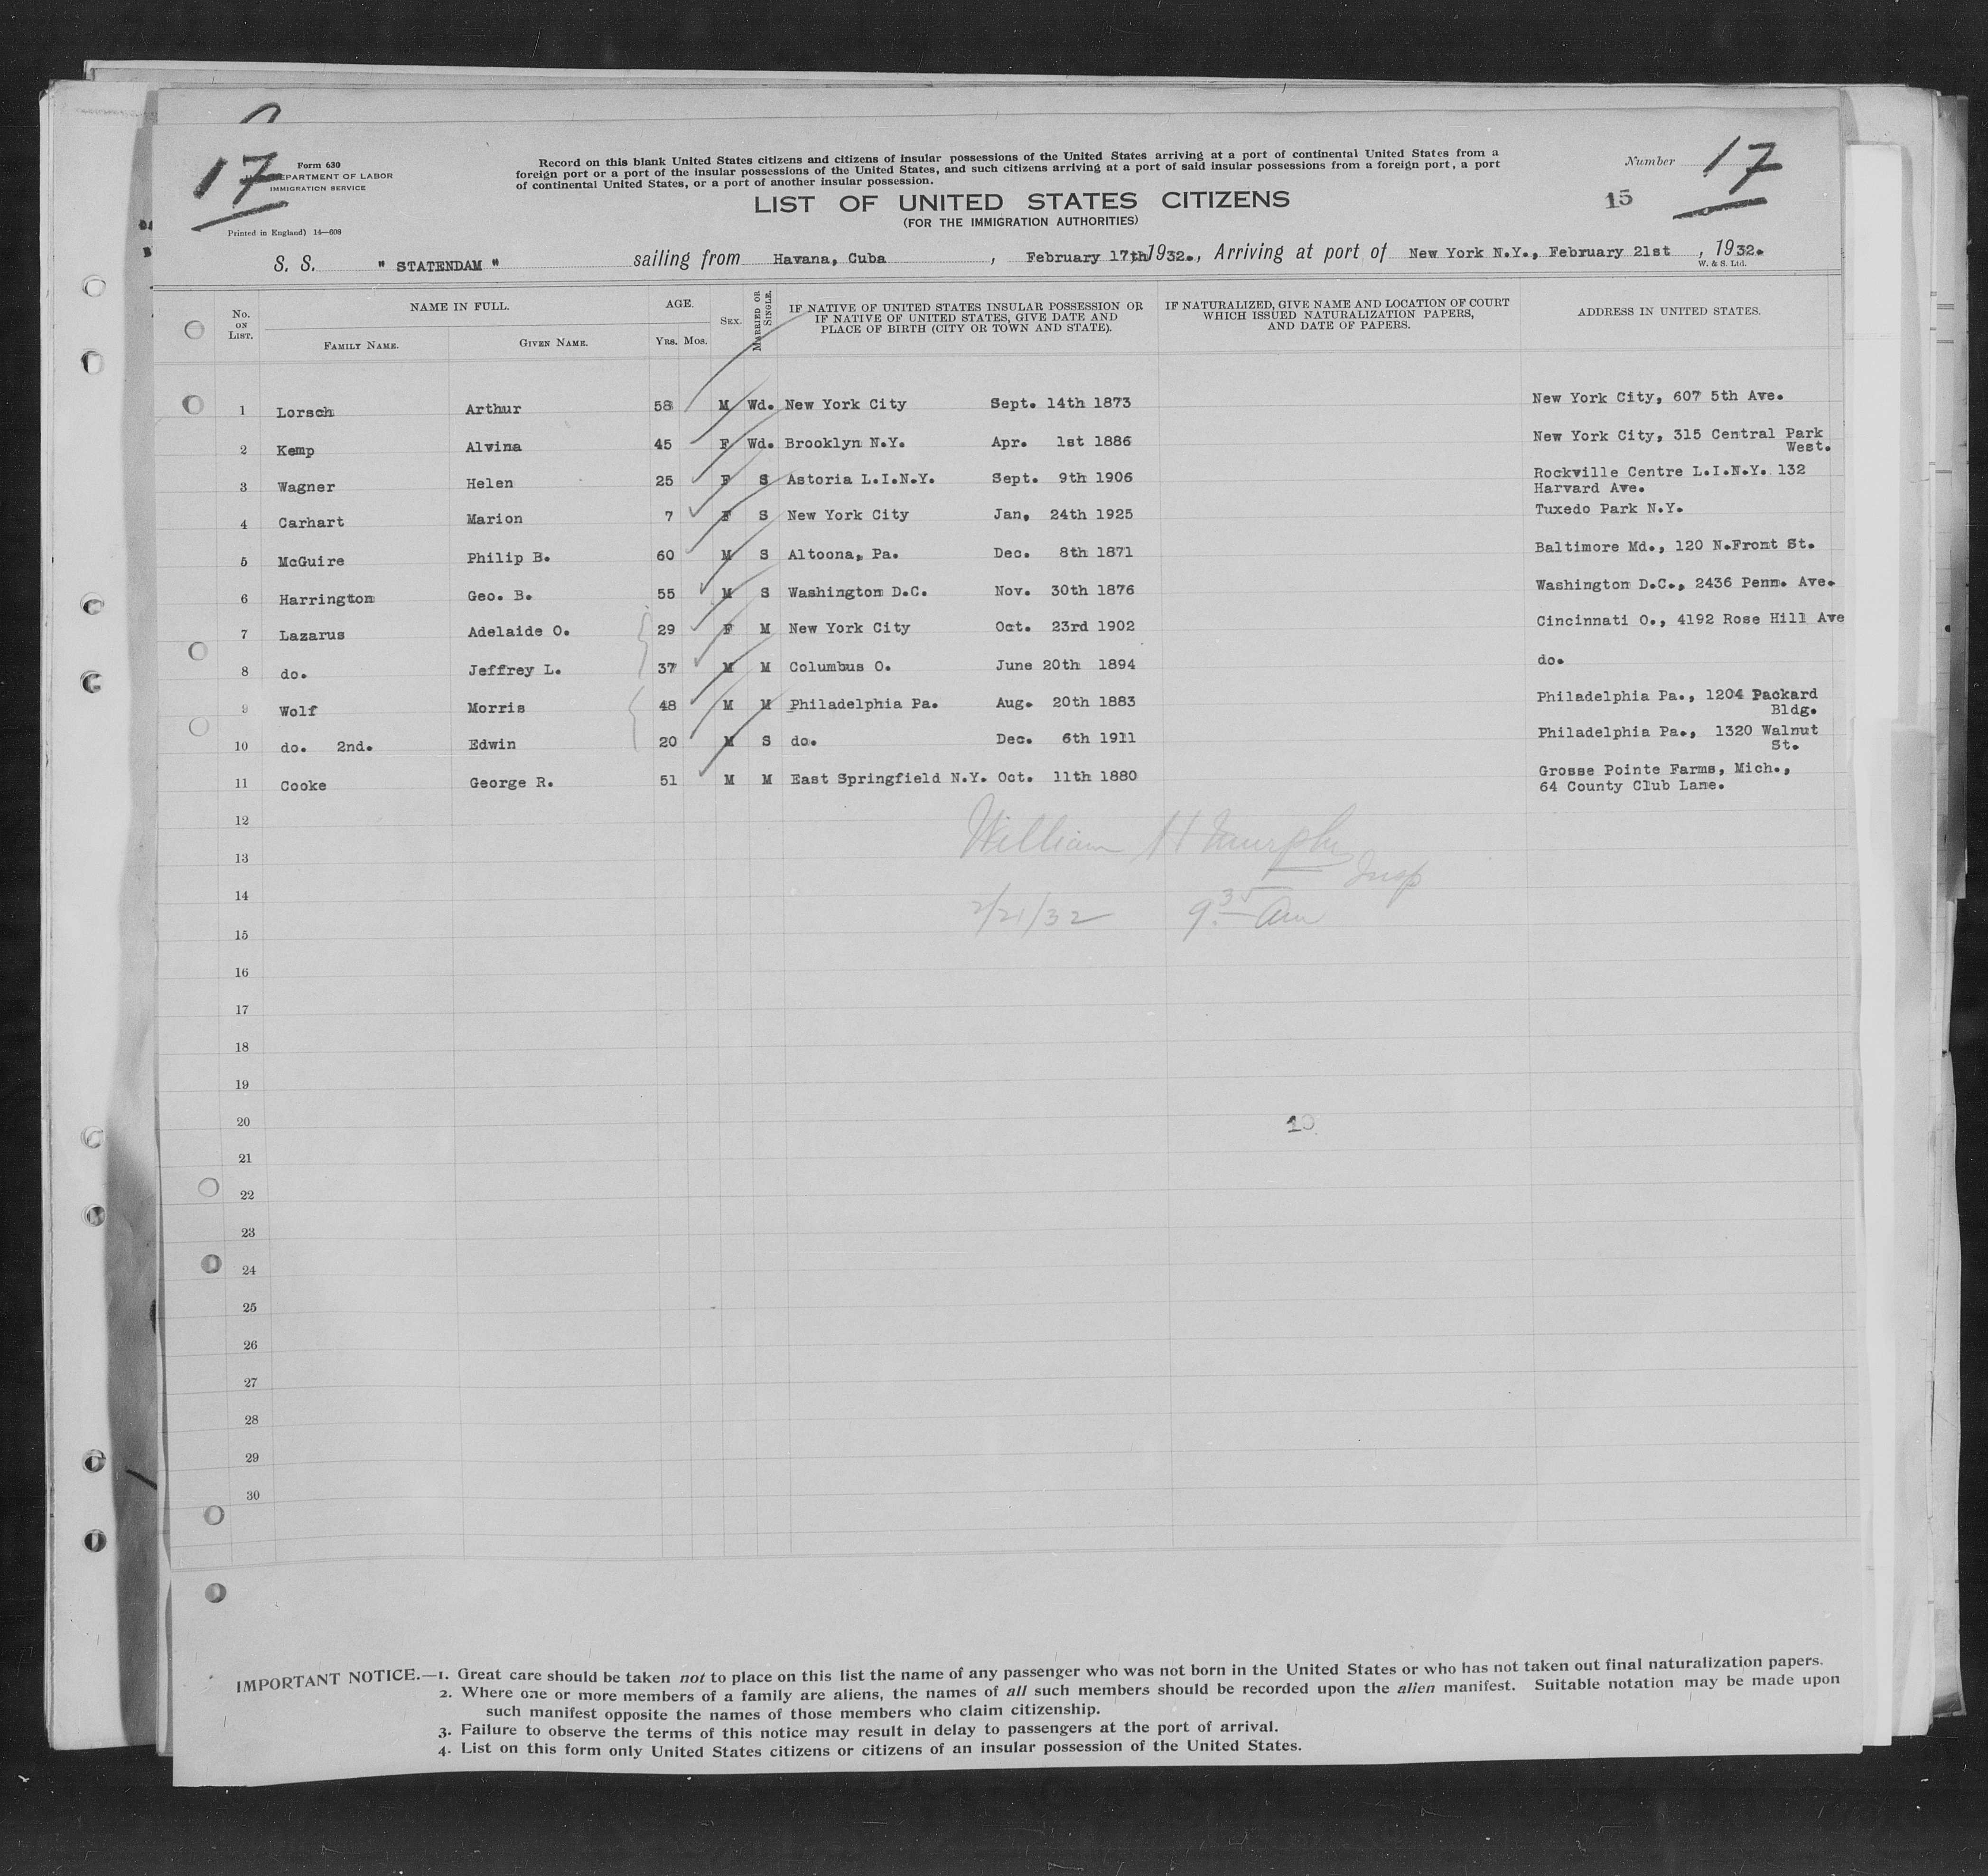 17
Form 630
DEPARTMENT OF LABOR
IMMIGRATION SERVICE
Printed in England) 14—608
Record on this blank United States citizens and citizens of insular possessions of the United States arriving at a port of continental United States from a
foreign port or a port of the insular possessions of the United States, and such citizens arriving at a port of said insular possessions from a foreign port, a port
of continental United States, or a port of another insular possession.
Number 17
15
LIST OF UNITED STATES CITIZENS
(FOR THE IMMIGRATION AUTHORITIES)
S. S. " STATENDAM " sailing from Havana, Cuba , February 17th 1932., Arriving at port of New York N.Y., February 21st , 1932.
W. & S. Ltd.
No. ON LIST. NAME IN FULL. FAMILY NAME. GIVEN NAME. AGE. YRS. MOS. SEX. MARRIED OR SINGLE. IF NATIVE OF UNITED STATES INSULAR POSSESSION OR IF NATIVE OF UNITED STATES, GIVE DATE AND PLACE OF BIRTH (CITY OR TOWN AND STATE). IF NATURALIZED, GIVE NAME AND LOCATION OF COURT WHICH ISSUED NATURALIZATION PAPERS, AND DATE OF PAPERS. ADDRESS IN UNITED STATES.
1 Lorsch Arthur 58 M Wd. New York City Sept. 14th 1873 New York City, 607 5th Ave.
2 Kemp Alvina 45 F Wd. Brooklyn N.Y. Apr. 1st 1886 New York City, 315 Central Park
West.
3 Wagner Helen 25 F S Astoria L.I.N.Y. Sept. 9th 1906 Rockville Centre L.I.N.Y. 132
Harvard Ave.
4 Carhart Marion 7 F S New York City Jan, 24th 1925 Tuxedo Park N.Y.
5 McGuire Philip B. 60 M S Altoona, Pa. Dec. 8th 1871 Baltimore Md., 120 N.Front St.
6 Harrington Geo. B. 55 M S Washington D.C. Nov. 30th 1876 Washington D.C., 2436 Penn. Ave.
7 Lazarus Adelaide O. 29 F M New York City Oct. 23rd 1902 Cincinnati O., 4192 Rose Hill Ave
8 do. Jeffrey L. 37 M M Columbus O. June 20th 1894 do.
9 Wolf Morris 48 M M Philadelphia Pa. Aug. 20th 1883 Philadelphia Pa., 1204 Packard
Bldg.
10 do. 2nd. Edwin 20 M S do. Dec. 6th 1911 Philadelphia Pa., 1320 Walnut
St.
11 Cooke George R. 51 M M East Springfield N.Y. Oct. 11th 1880 Grosse Pointe Farms, Mich.,
64 County Club Lane.
12
William H Murphy
13
Insp
14
2/21/32 9.35 Am
15
16
17
18
19
20
10
21
22
23
24
25
26
27
28
29
30
IMPORTANT NOTICE.—1. Great care should be taken not to place on this list the name of any passenger who was not born in the United States or who has not taken out final naturalization papers.
2. Where one or more members of a family are aliens, the names of all such members should be recorded upon the alien manifest. Suitable notation may be made upon
such manifest opposite the names of those members who claim citizenship.
3. Failure to observe the terms of this notice may result in delay to passengers at the port of arrival.
4. List on this form only United States citizens or citizens of an insular possession of the United States.